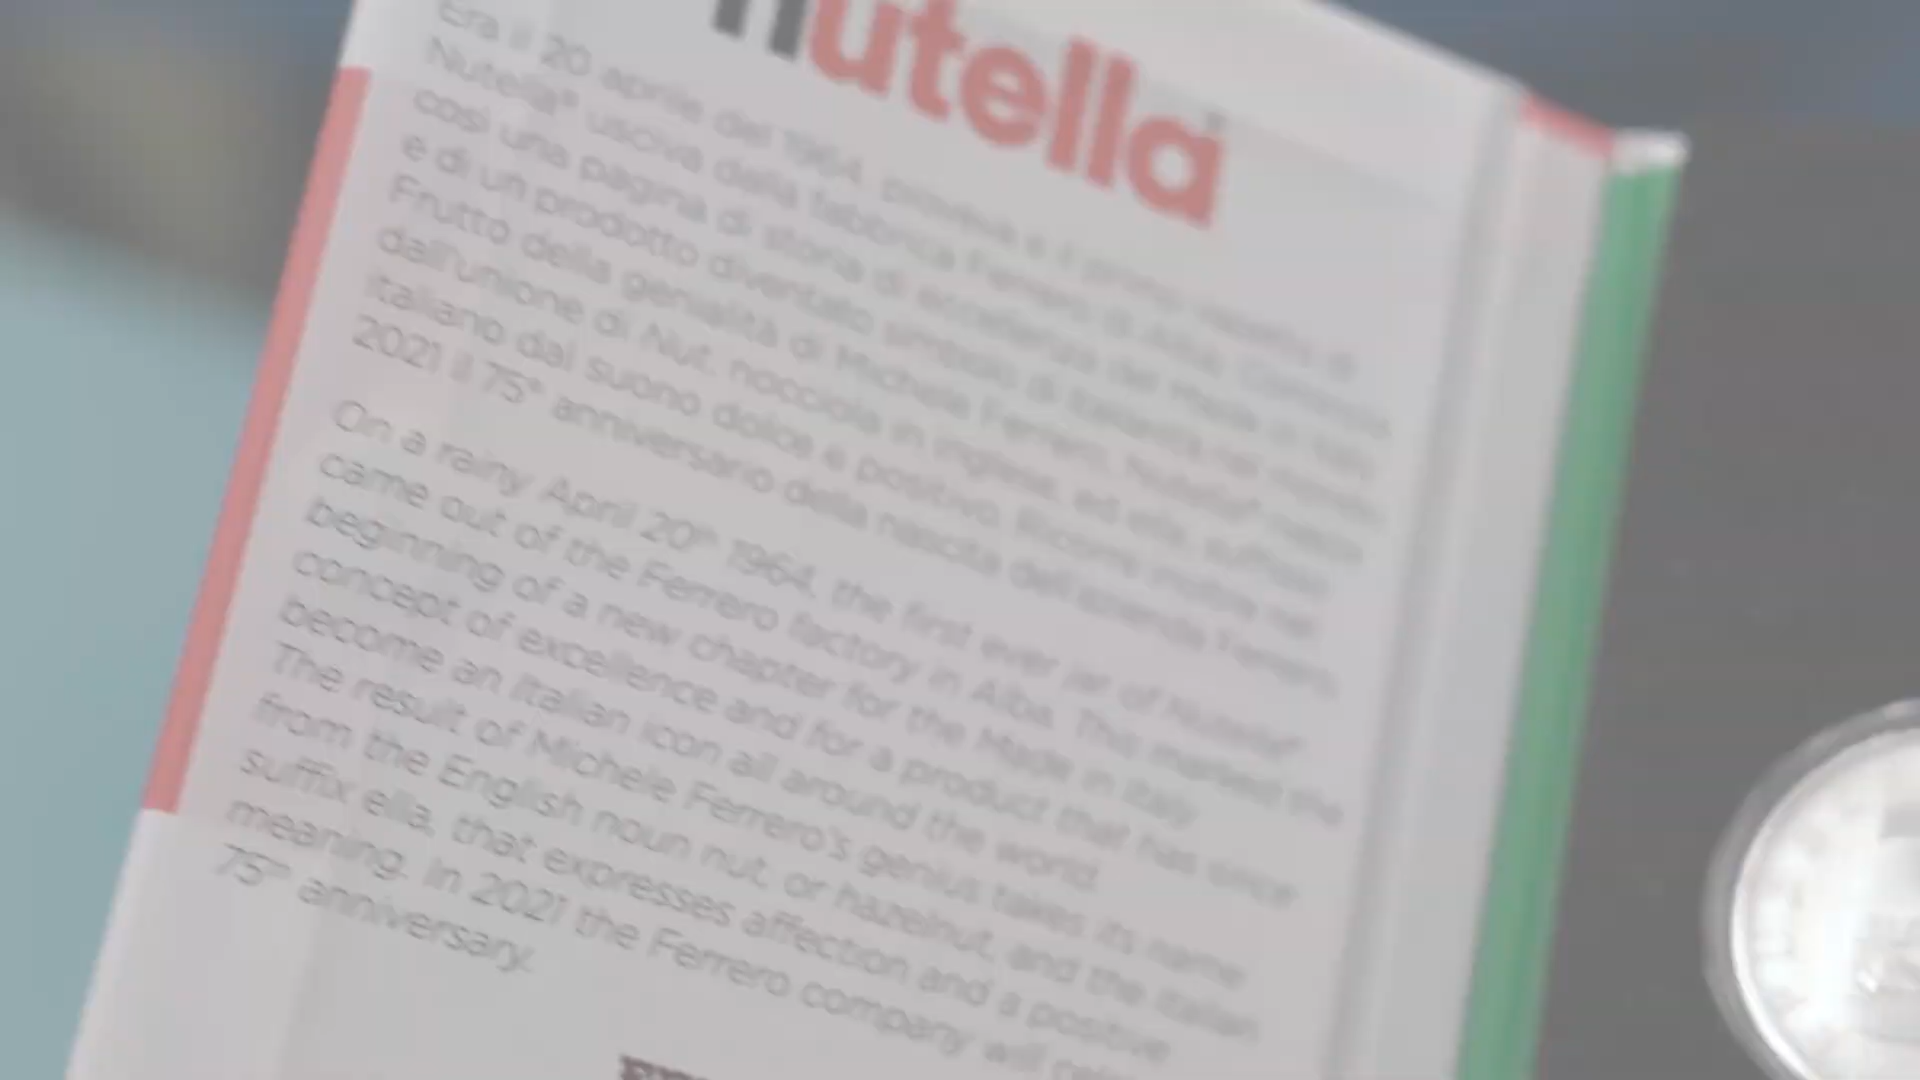 nutella
Era il 20 aprile del 1964, pioveva e il primo vasetto di
Nutella® usciva dalla fabbrica Ferrero di Alba. Cominciava
così una pagina di storia di eccellenza del Made in Italy
e di un prodotto diventato simbolo di italianità nel mondo.
Frutto della genialità di Michele Ferrero, Nutella® nasce
dall'unione di Nut, nocciola in inglese, ed ella, suffisso
italiano dal suono dolce e positivo. Ricorre inoltre nel
2021 il 75° anniversario della nascita dell'azienda Ferrero.
On a rainy April 20th 1964, the first ever jar of Nutella®
came out of the Ferrero factory in Alba. This marked the
beginning of a new chapter for the Made in Italy
concept of excellence and for a product that has since
become an Italian icon all around the world.
The result of Michele Ferrero's genius takes its name
from the English noun nut, or hazelnut, and the Italian
suffix ella, that expresses affection and a positive
meaning. In 2021 the Ferrero company will
75th anniversary.